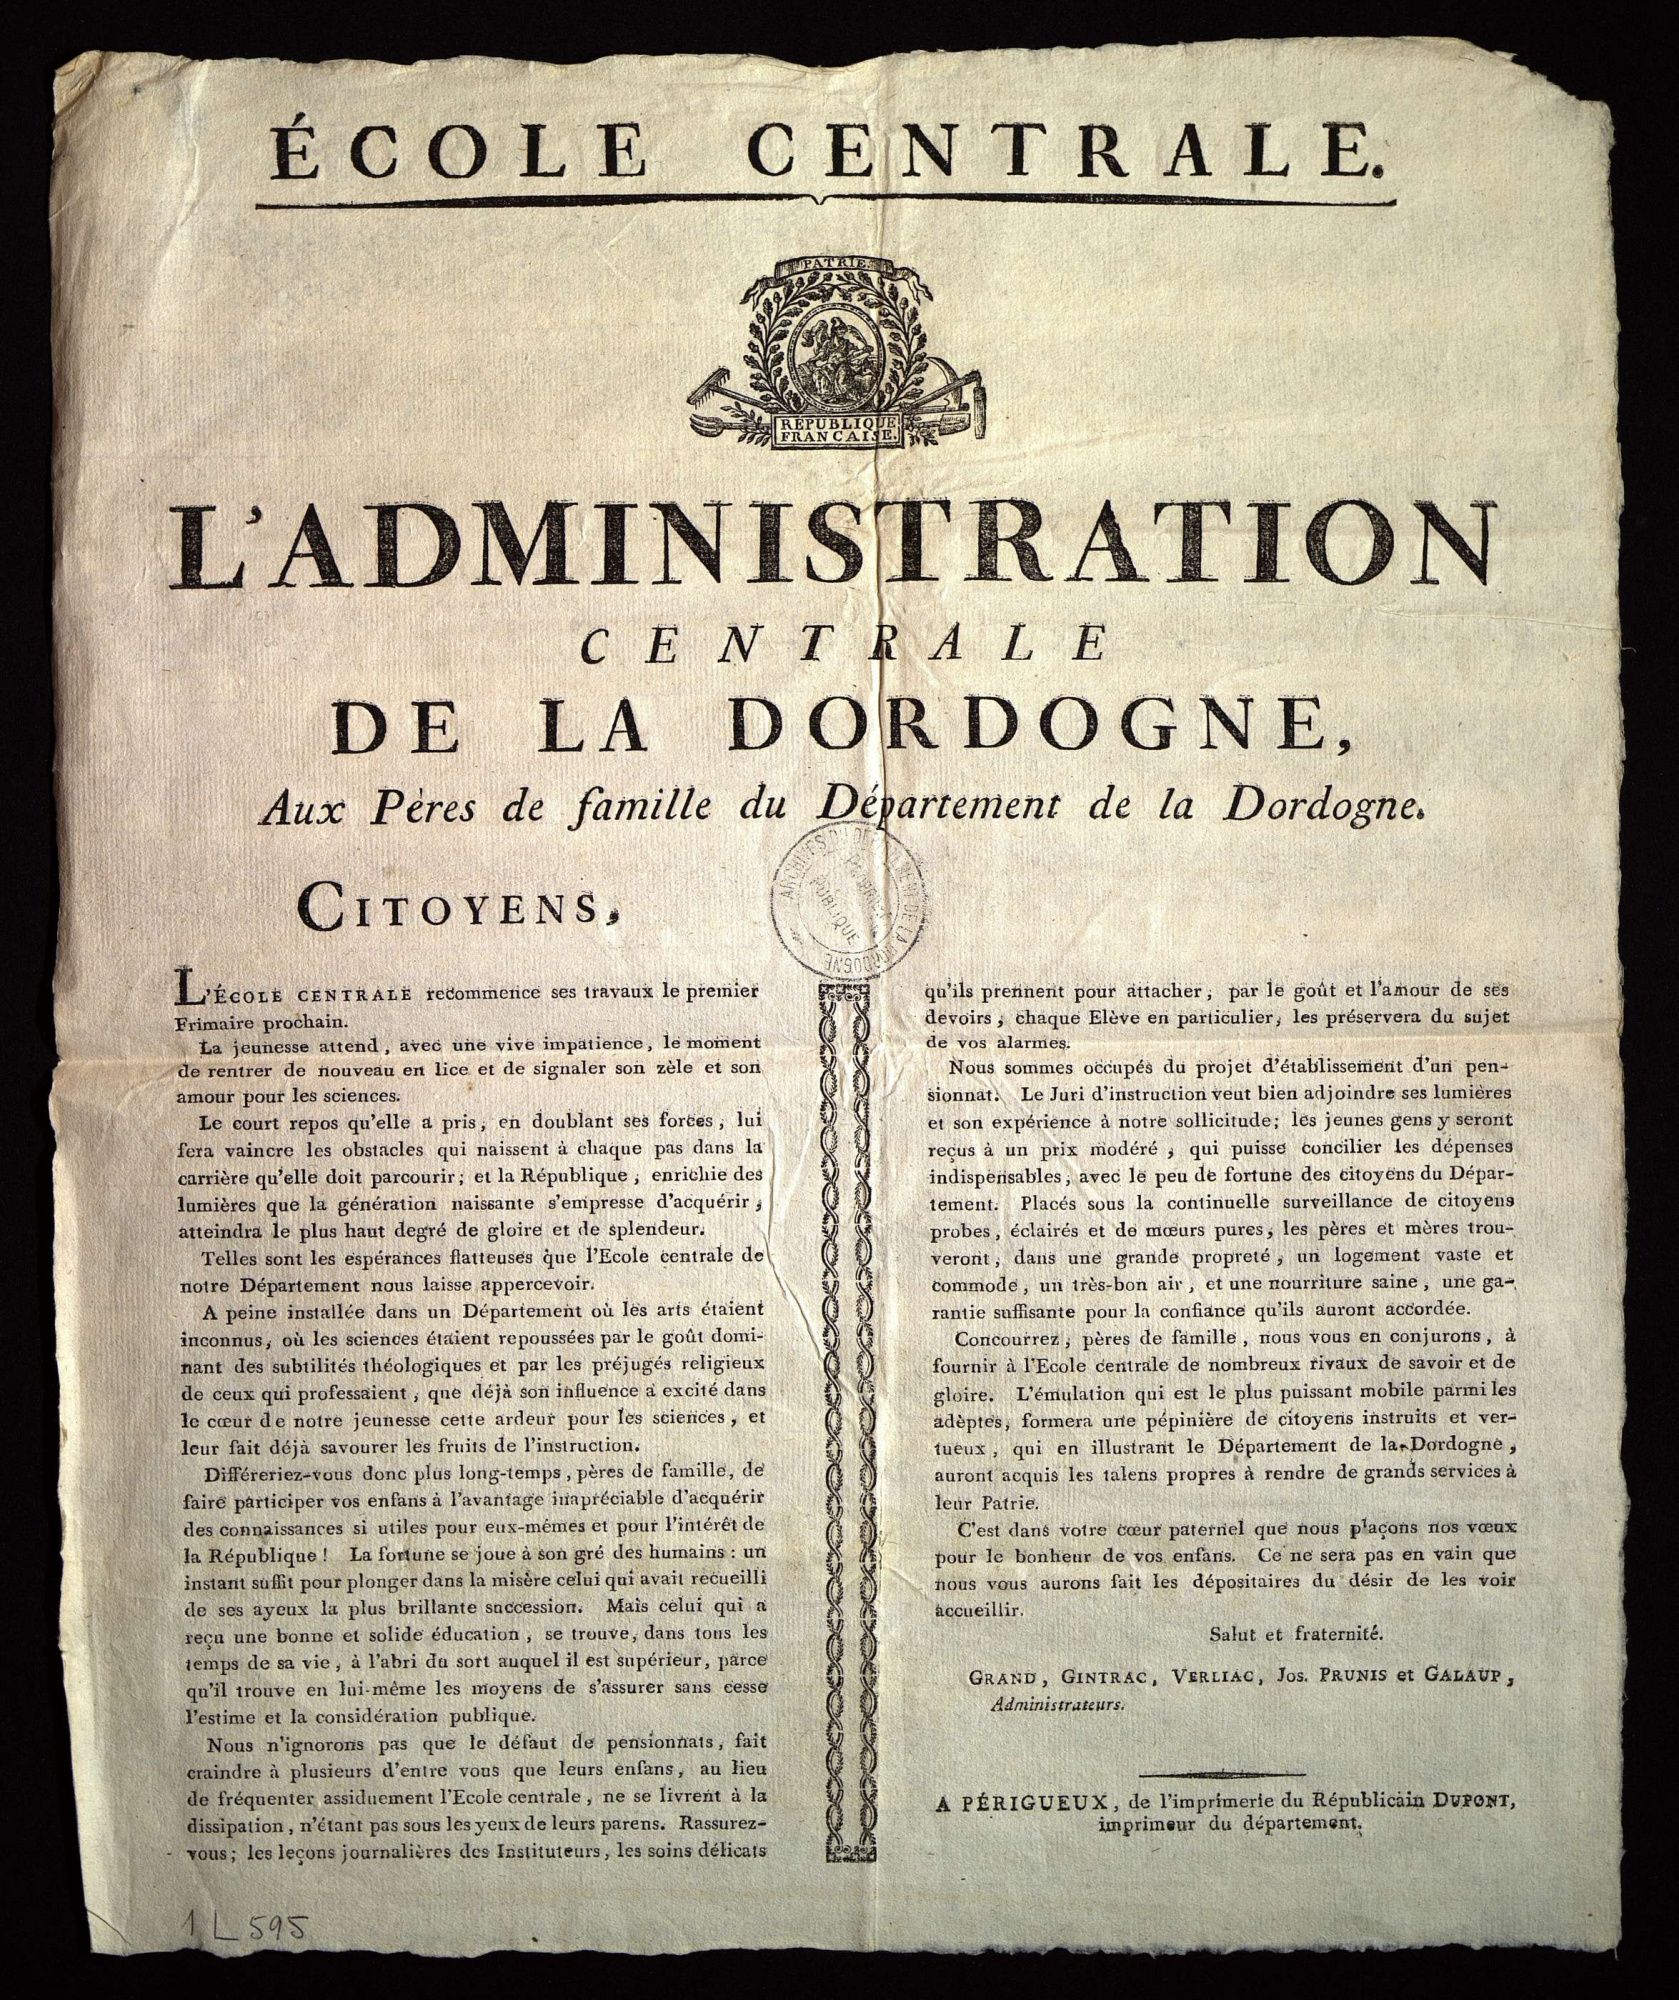 ÉCOLE CENTRALE.
PATRIE.
RÉPUBLIQUE
FRANCAISE.
L'ADMINISTRATION
CENTRALE
DE LA DORDOGNE,
Aux Pères de famille du Département de la Dordogne.
ARCHIVES DU DÉPARTEMENT DE LA DORDOGNE
PUBLIQUE
CITOYENS,
L'ÉCOLE CENTRALE recommence ses travaux le premier
Frimaire prochain.
La jeunesse attend, avec une vive impatience, le moment
de rentrer de nouveau en lice et de signaler son zèle et son
amour pour les sciences.
Le court repos qu'elle a pris, en doublant ses forces, lui
fera vaincre les obstacles qui naissent à chaque pas dans la
carrière qu'elle doit parcourir; et la République, enrichie des
lumières que la génération naissante s'empresse d'acquérir,
atteindra le plus haut degré de gloire et de splendeur.
Telles sont les espérances flatteuses que l'Ecole centrale de
notre Département nous laisse appercevoir.
A peine installée dans un Département où les arts étaient
inconnus, où les sciences étaient repoussées par le goût domi-
nant des subtilités théologiques et par les préjugés religieux
de ceux qui professaient, que déjà son influence a excité dans
le cœur de notre jeunesse cette ardeur pour les sciences, et
leur fait déjà savourer les fruits de l'instruction.
Différeriez-vous donc plus long-temps, pères de famille, de
faire participer vos enfans à l'avantage inapréciable d'acquérir
des connaissances si utiles pour eux-mêmes et pour l'intérêt de
la République! La fortune se joue à son gré des humains : un
instant suffit pour plonger dans la misère celui qui avait recueilli
de ses ayeux la plus brillante succession. Mais celui qui a
reçu une bonne et solide éducation, se trouve, dans tous les
temps de sa vie, à l'abri du sort auquel il est supérieur, parce
qu'il trouve en lui-même les moyens de s'assurer sans cesse
l'estime et la considération publique.
Nous n'ignorons pas que le défaut de pensionnats, fait
craindre à plusieurs d'entre vous que leurs enfans, au lieu
de fréquenter assiduement l'Ecole centrale, ne se livrent à la
dissipation, n'étant pas sous les yeux de leurs parens. Rassurez-
vous; les leçons journalières des Instituteurs, les soins délicats
qu'ils prennent pour attacher, par le goût et l'amour de ses
devoirs, chaque Elève en particulier, les préservera du sujet
de vos alarmes.
Nous sommes occupés du projet d'établissement d'un pen-
sionnat. Le Juri d'instruction veut bien adjoindre ses lumières
et son expérience à notre sollicitude; les jeunes gens y seront
reçus à un prix modéré, qui puisse concilier les dépenses
indispensables, avec le peu de fortune des citoyens du Dépar-
tement. Placés sous la continuelle surveillance de citoyens
probes, éclairés et de mœurs pures, les pères et mères trou-
veront, dans une grande propreté, un logement vaste et
commode, un très-bon air, et une nourriture saine, une ga-
rantie suffisante pour la confiance qu'ils auront accordée.
Concourrez, pères de famille, nous vous en conjurons, à
fournir à l'Ecole centrale de nombreux rivaux de savoir et de
gloire. L'émulation qui est le plus puissant mobile parmi les
adèptes, formera une pépinière de citoyens instruits et ver-
tueux, qui en illustrant le Département de la Dordogne,
auront acquis les talens propres à rendre de grands services à
leur Patrie.
C'est dans votre cœur paternel que nous plaçons nos vœux
pour le bonheur de vos enfans. Ce ne sera pas en vain que
nous vous aurons fait les dépositaires du désir de les voir
accueillir.
Salut et fraternité.
GRAND, GINTRAC, VERLIAC, JOS. PRUNIS et GALAUP,
Administrateurs.
A PÉRIGUEUX, de l'imprimerie du Républicain DUPONT,
imprimeur du département.
1 L 595